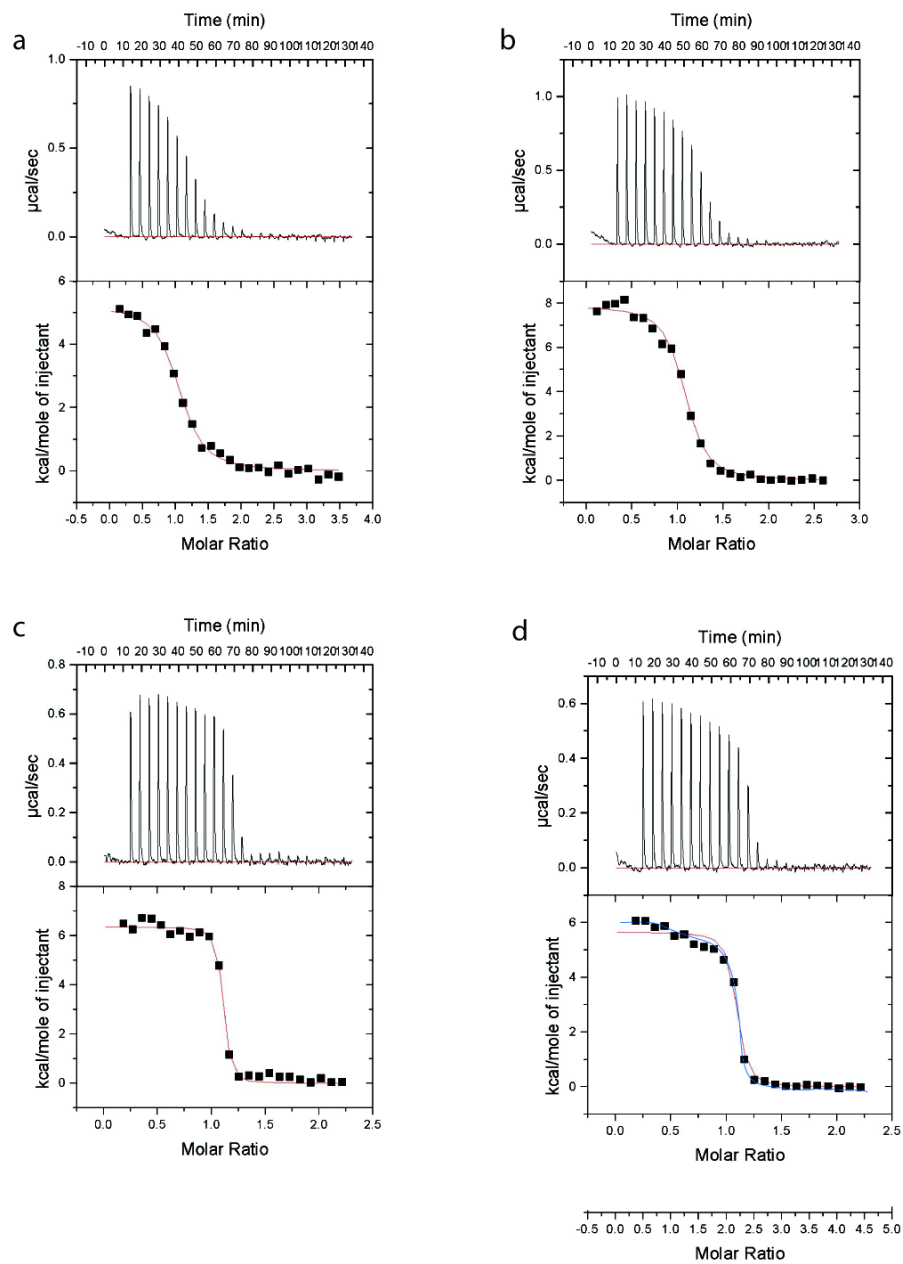 a
Time (min)
-10 0 10 20 30 40 50 60 70 80 90 100 110 120 130 140
1.0
0.5
0.0
µcal/sec
6
4
2
0
kcal/mole of injectant
-0.5 0.0 0.5 1.0 1.5 2.0 2.5 3.0 3.5 4.0
Molar Ratio
b
Time (min)
-10 0 10 20 30 40 50 60 70 80 90 100 110 120 130 140
1.0
0.5
0.0
µcal/sec
8
6
4
2
0
kcal/mole of injectant
0.0 0.5 1.0 1.5 2.0 2.5 3.0
Molar Ratio
c
Time (min)
-10 0 10 20 30 40 50 60 70 80 90 100 110 120 130 140
0.8
0.6
0.4
0.2
0.0
µcal/sec
8
6
4
2
0
kcal/mole of injectant
0.0 0.5 1.0 1.5 2.0 2.5
Molar Ratio
d
Time (min)
-10 0 10 20 30 40 50 60 70 80 90 100 110 120 130 140
0.6
0.4
0.2
0.0
µcal/sec
6
4
2
0
kcal/mole of injectant
0.0 0.5 1.0 1.5 2.0 2.5
Molar Ratio
-0.5 0.0 0.5 1.0 1.5 2.0 2.5 3.0 3.5 4.0 4.5
Molar Ratio